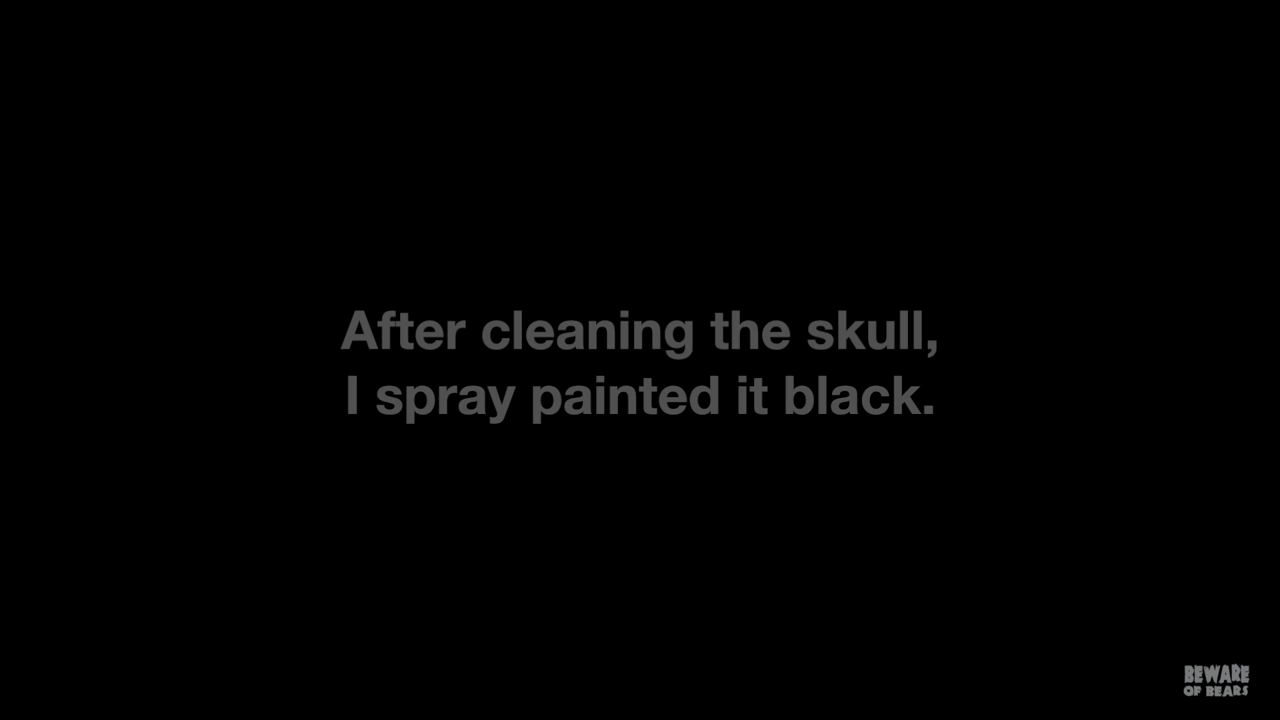 After cleaning the skull,
I spray painted it black.
BEWARE
OF BEARS